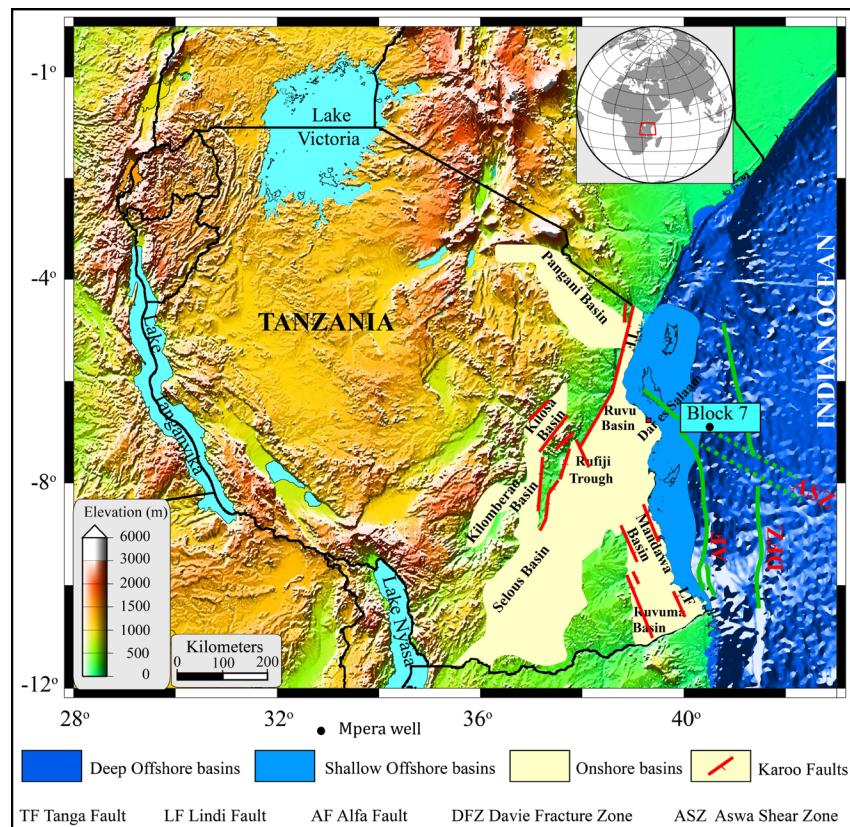 -1°
-4°
-8°
-12°
28°
32°
36°
40°
Lake
Victoria
TANZANIA
Pangani Basin
INDIAN OCEAN
Lake
Tanganyika
TF
Dar es Salaam
Block 7
Ruvu
Basin
Kilosa
Basin
Rufiji
Trough
ASZ
Kilomberao
Basin
Mandawa
Basin
AF
DFZ
Selous Basin
LF
Ruvuma
Basin
Lake Nyasa
Elevation (m)
6000
3000
2000
1500
1000
500
0
Kilometers
0 100 200
Mpera well
Deep Offshore basins
Shallow Offshore basins
Onshore basins
Karoo Faults
TF Tanga Fault
LF Lindi Fault
AF Alfa Fault
DFZ Davie Fracture Zone
ASZ Aswa Shear Zone